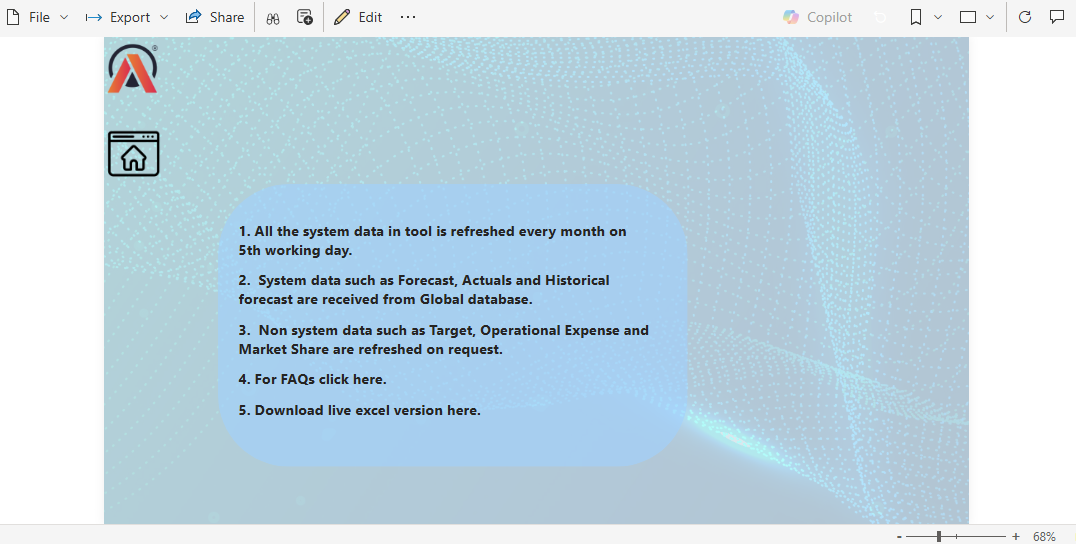 File Export Share Edit ... Copilot
®
1. All the system data in tool is refreshed every month on
5th working day.
2.  System data such as Forecast, Actuals and Historical
forecast are received from Global database.
3.  Non system data such as Target, Operational Expense and
Market Share are refreshed on request.
4. For FAQs click here.
5. Download live excel version here.
- + 68%